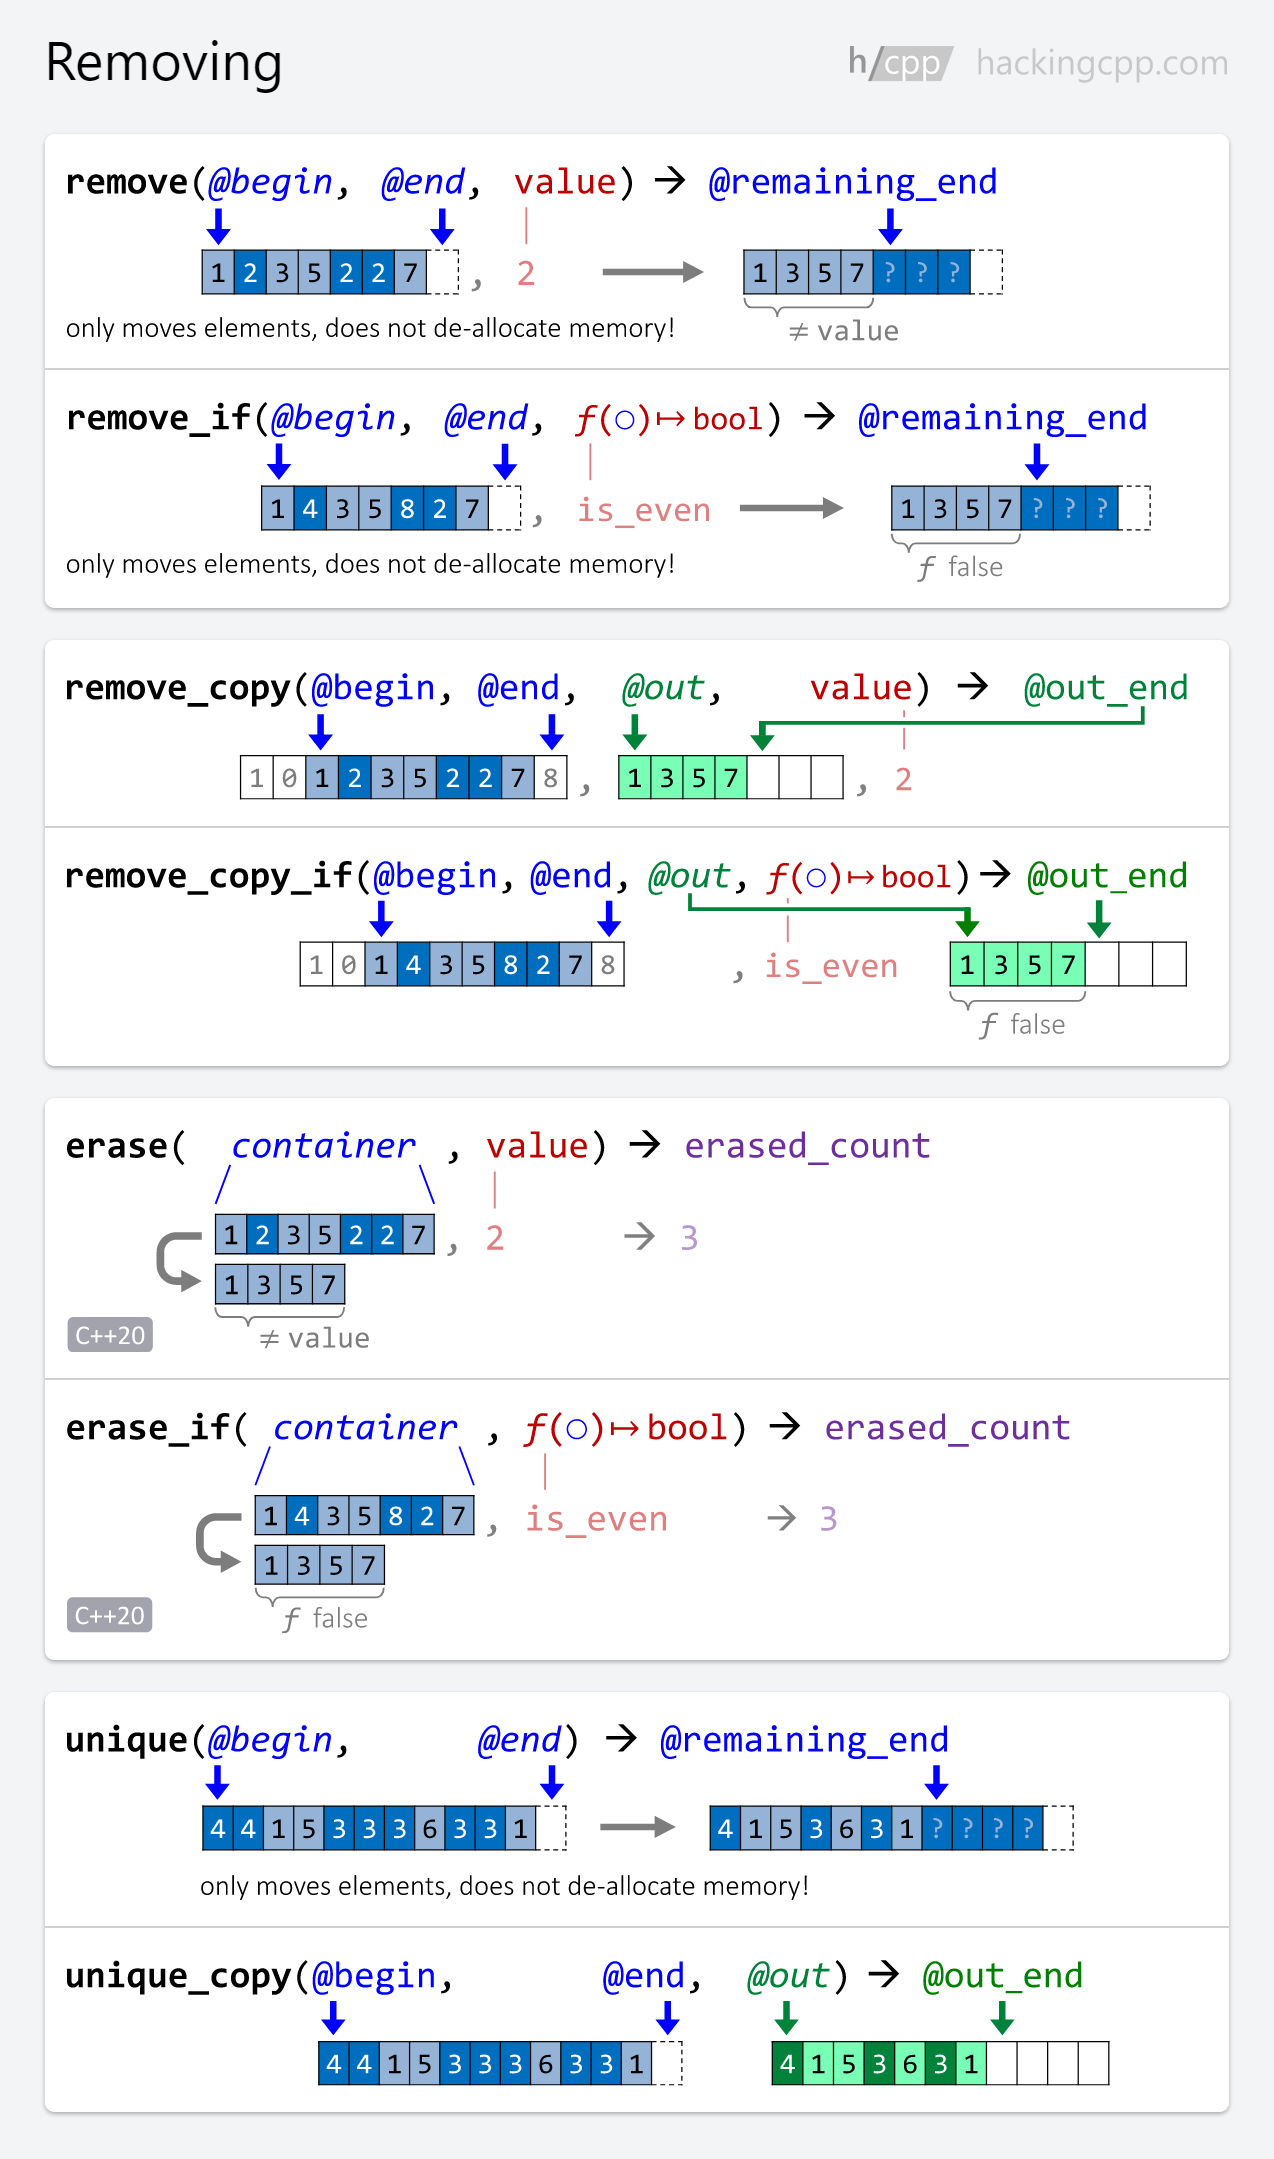 Removing
h/cpp hackingcpp.com
remove(@begin, @end, value) → @remaining_end
1 2 3 5 2 2 7 , 2 1 3 5 7 ? ? ?
only moves elements, does not de-allocate memory!
≠ value
remove_if(@begin, @end, f(○)↦bool) → @remaining_end
1 4 3 5 8 2 7 , is_even 1 3 5 7 ? ? ?
only moves elements, does not de-allocate memory!
f false
remove_copy(@begin, @end, @out, value) → @out_end
1 0 1 2 3 5 2 2 7 8 , 1 3 5 7 , 2
remove_copy_if(@begin, @end, @out, f(○)↦bool) → @out_end
1 0 1 4 3 5 8 2 7 8 , is_even 1 3 5 7
f false
erase( container , value) → erased_count
1 2 3 5 2 2 7 , 2 → 3
1 3 5 7
≠ value
C++20
erase_if( container , f(○)↦bool) → erased_count
1 4 3 5 8 2 7 , is_even → 3
1 3 5 7
f false
C++20
unique(@begin, @end) → @remaining_end
4 4 1 5 3 3 3 6 3 3 1 4 1 5 3 6 3 1 ? ? ? ?
only moves elements, does not de-allocate memory!
unique_copy(@begin, @end, @out) → @out_end
4 4 1 5 3 3 3 6 3 3 1 4 1 5 3 6 3 1